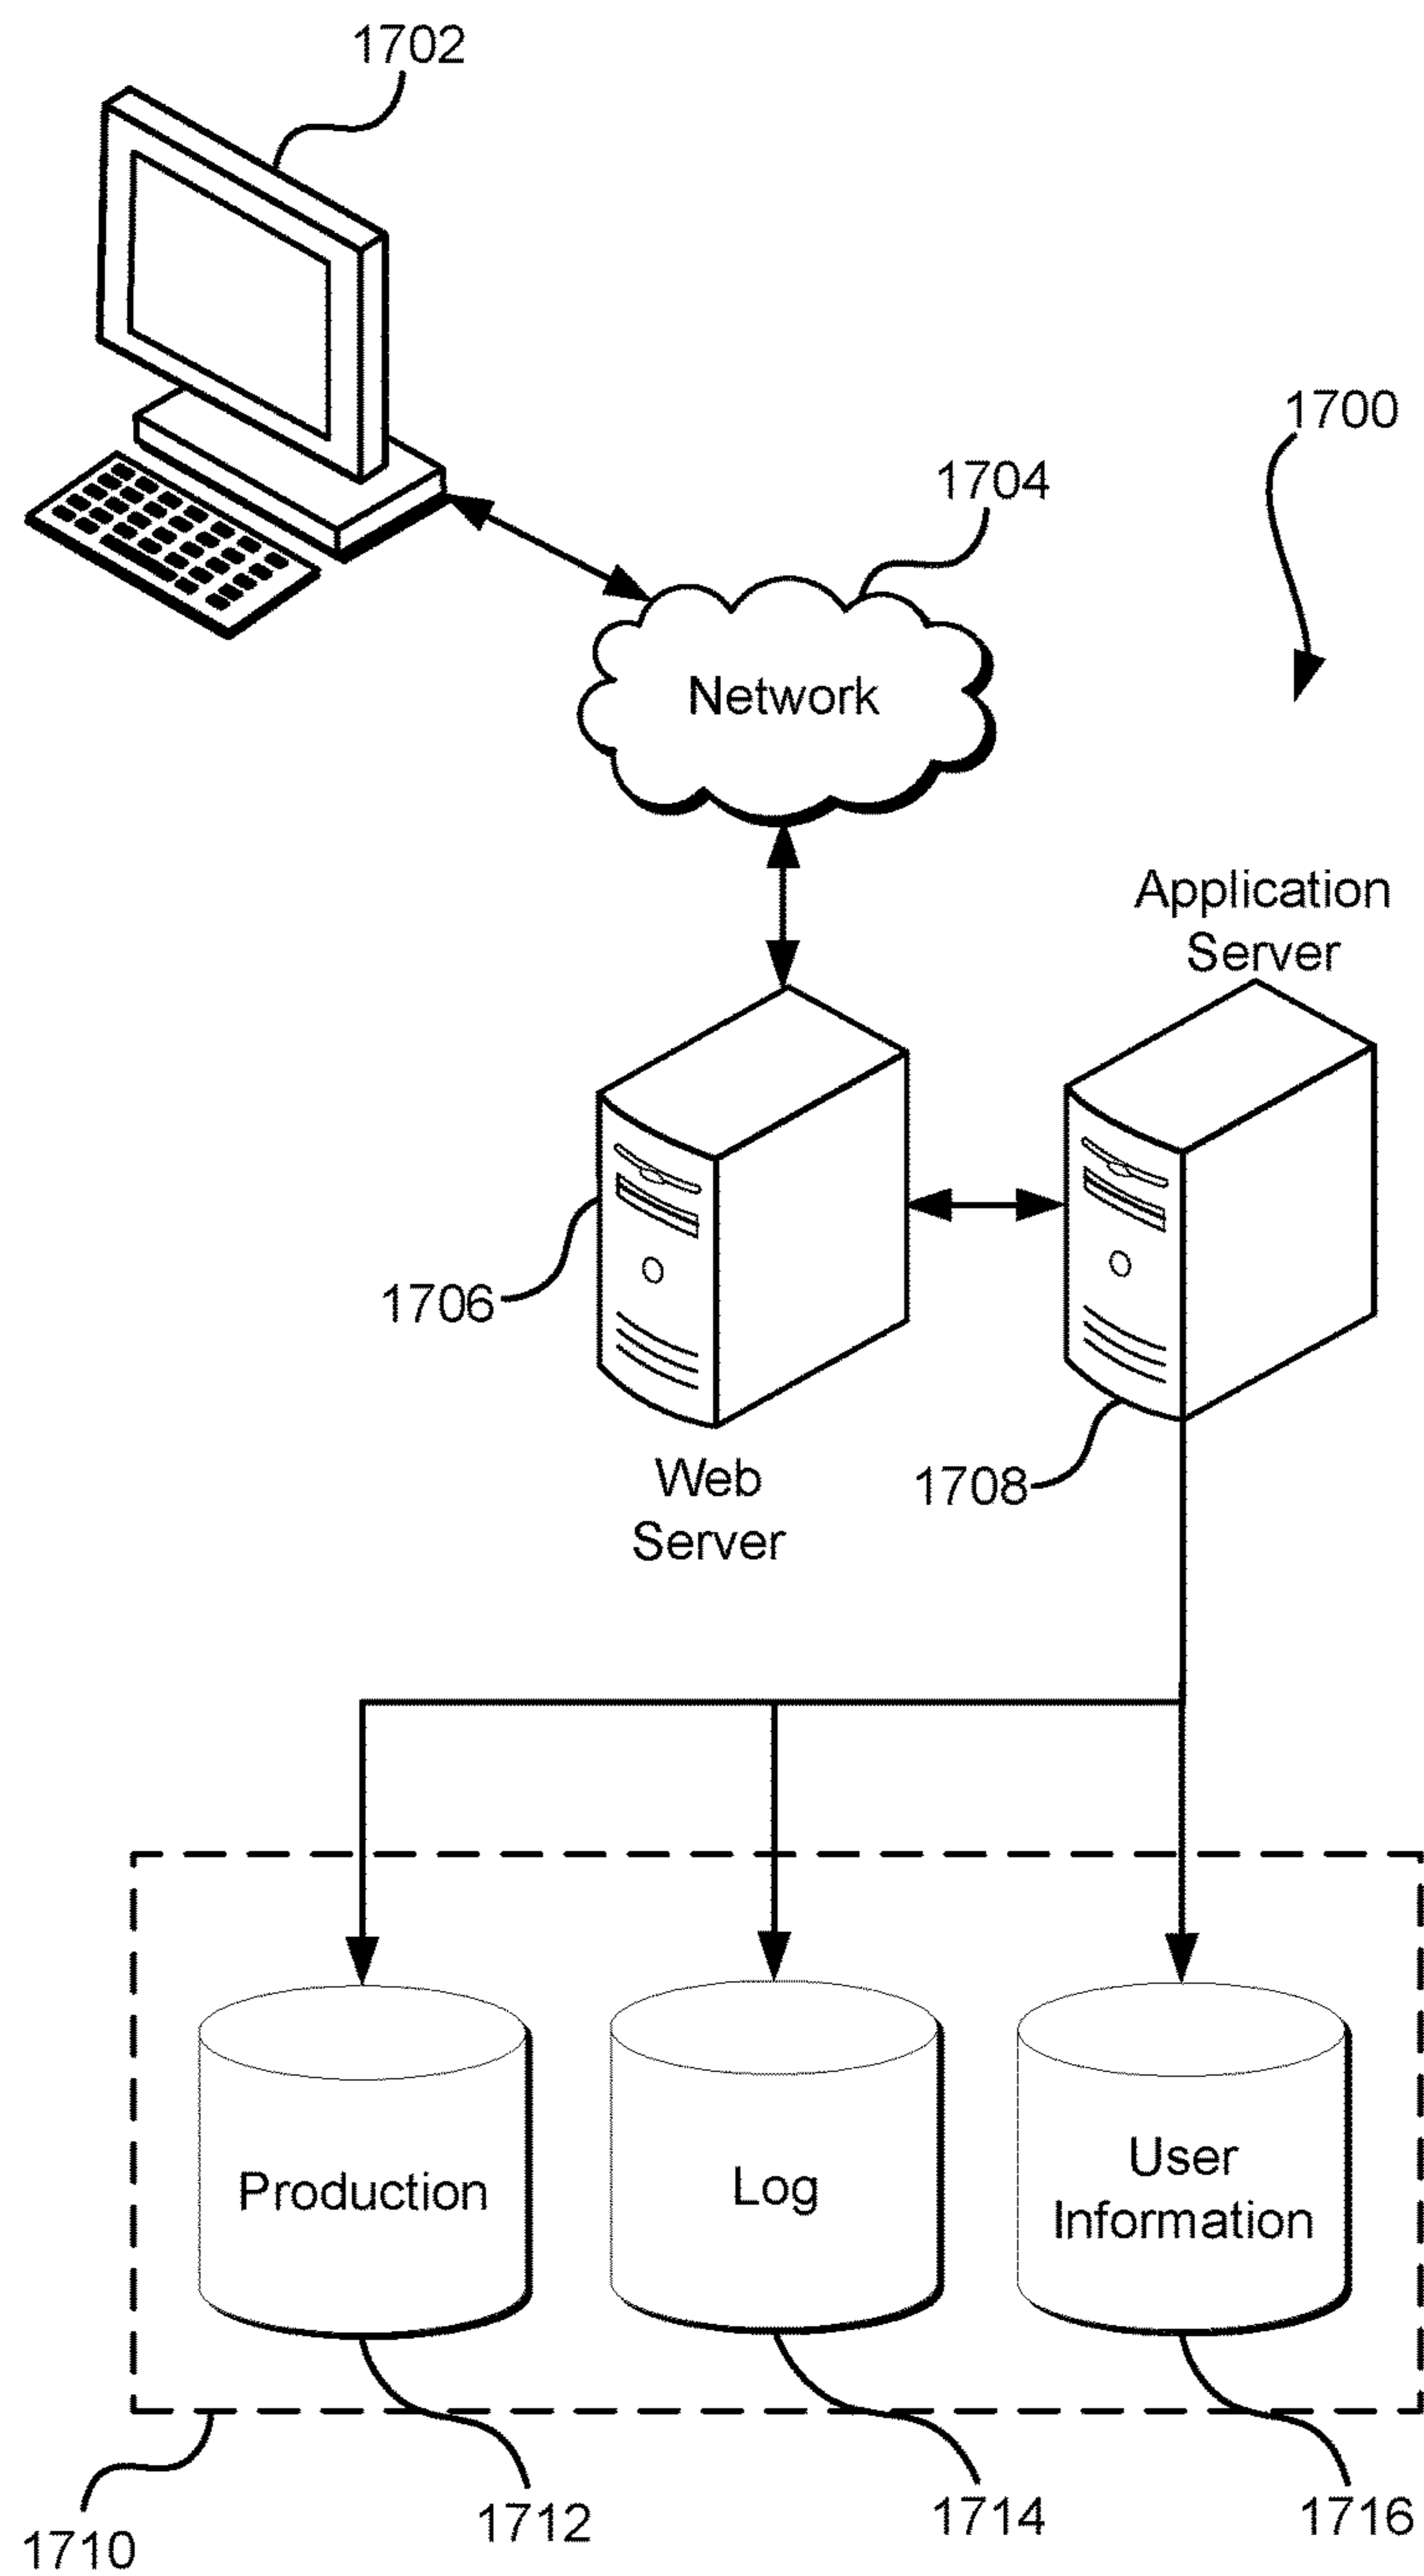 1702
1700
1704
Network
Application
Server
1706
Web
Server
1708
Production
Log
User
Information
1710
1712
1714
1716